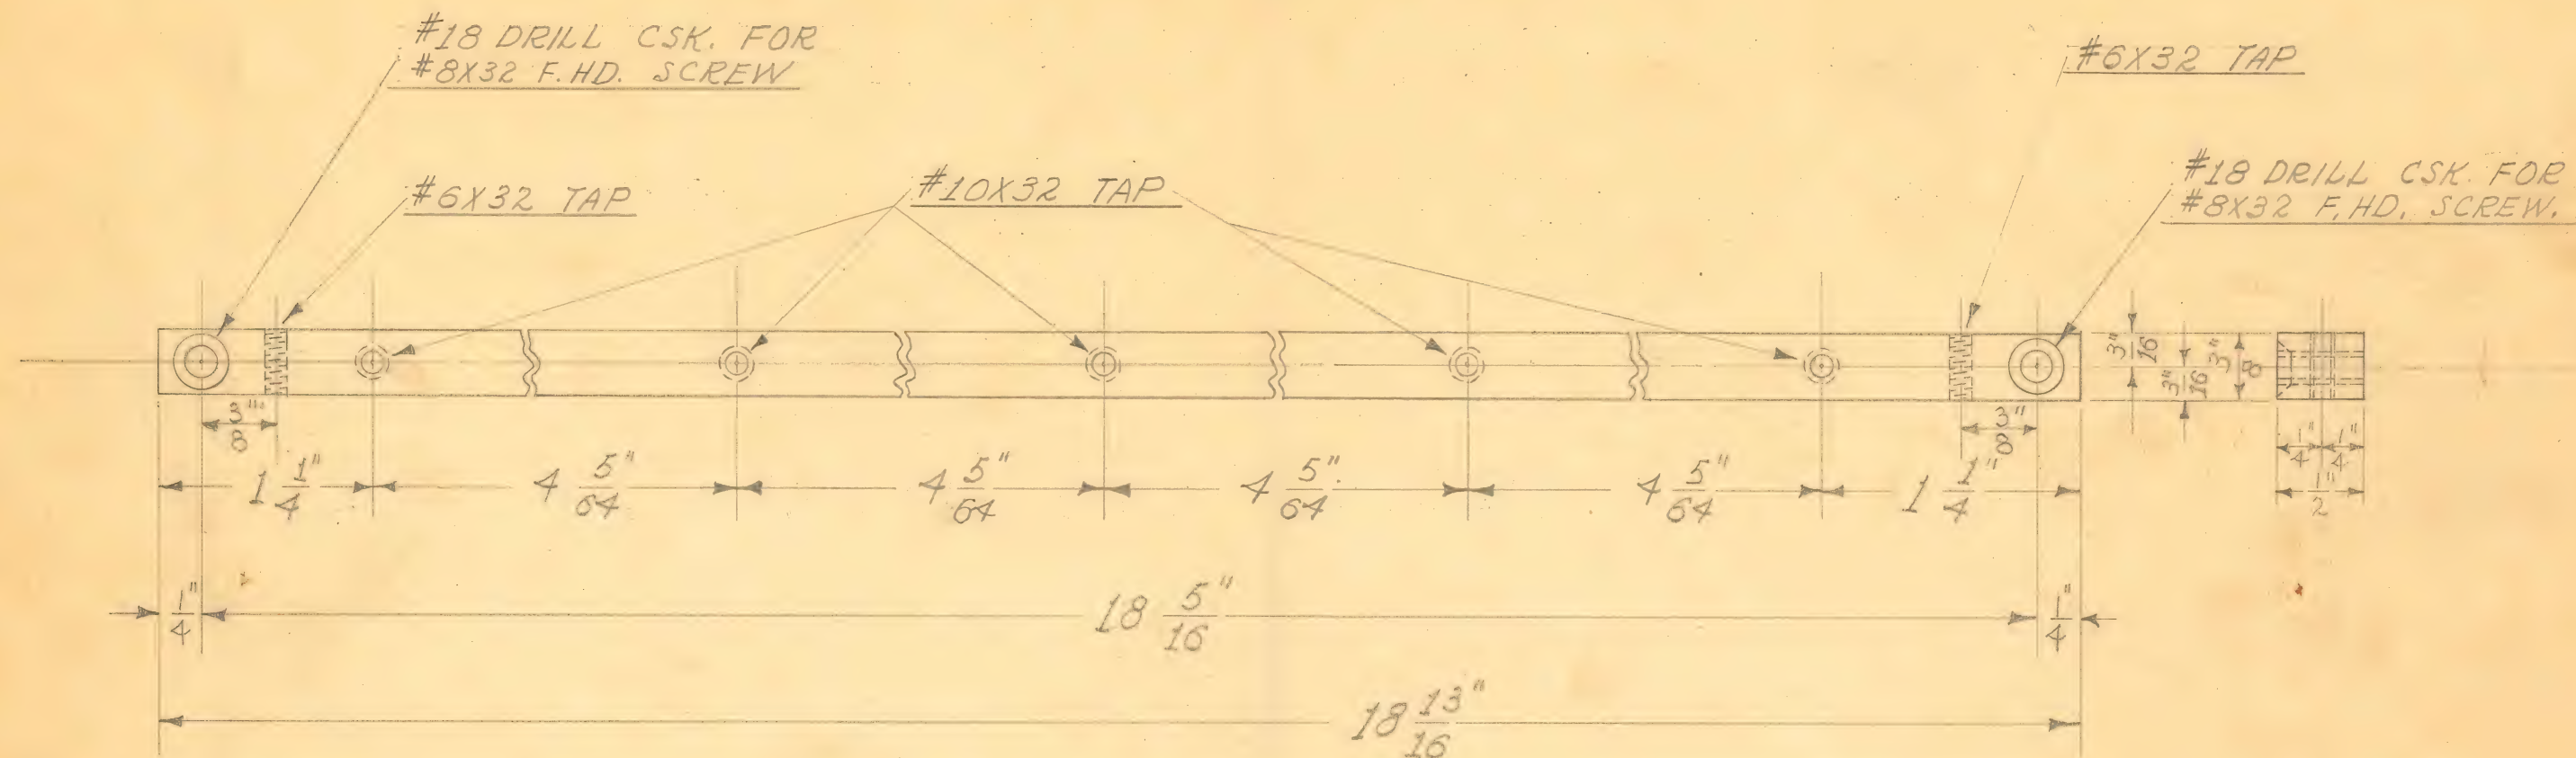 #18 DRILL CSK. FOR
#8X32 F.HD. SCREW
#6X32 TAP
#6X32 TAP
#10X32 TAP
#18 DRILL CSK. FOR
#8X32 F.HD. SCREW.
3"/16
3"/16
3"/8
3"/8
3"/8
1"/4 1"/4
1"/2
1 1"/4 4 5"/64 4 5"/64 4 5"/64 4 5"/64 1 1"/4
1"/4 18 5"/16 1"/4
18 13"/16